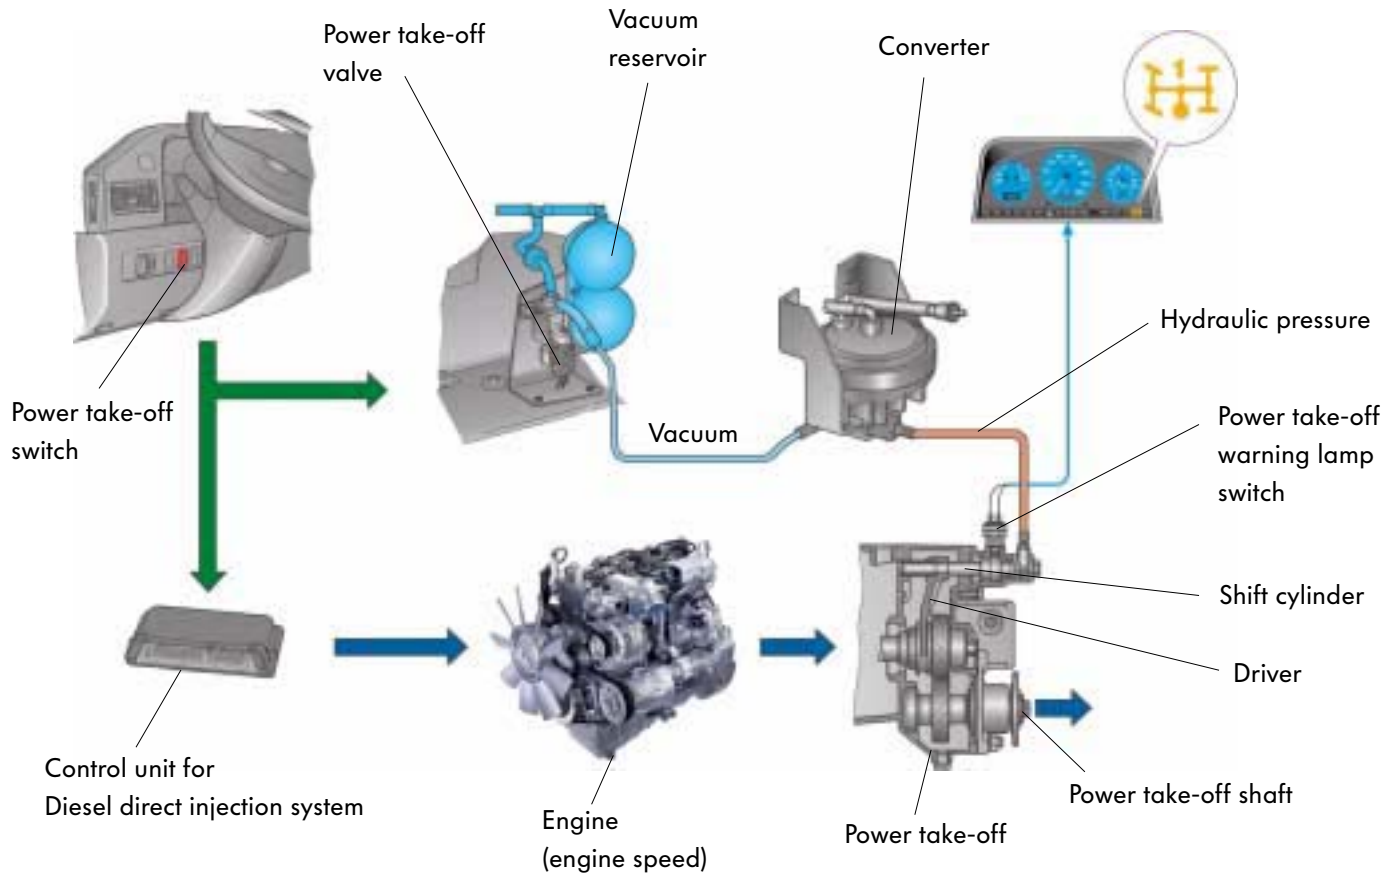 Power take-off
valve
Vacuum
reservoir
Converter
Hydraulic pressure
Power take-off
switch
Vacuum
Power take-off
warning lamp
switch
Shift cylinder
Driver
Control unit for
Diesel direct injection system
Engine
(engine speed)
Power take-off
Power take-off shaft